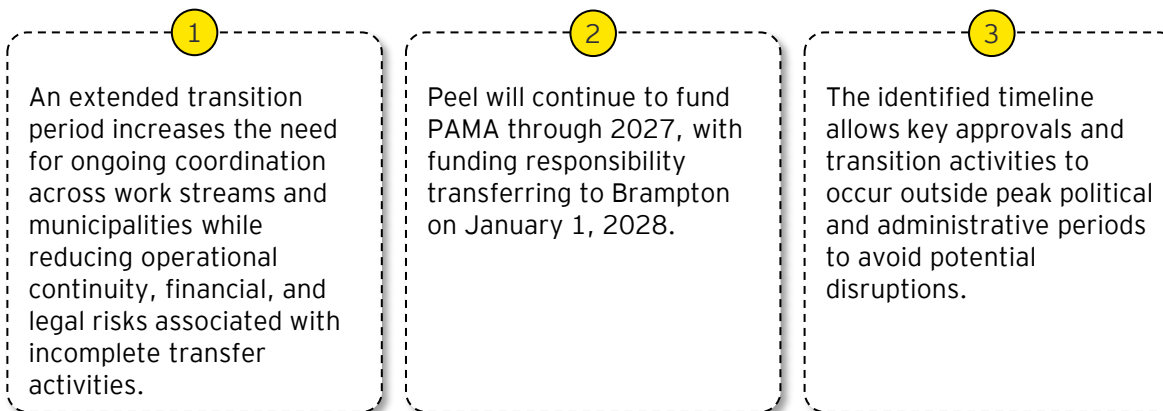 1
An extended transition
period increases the need
for ongoing coordination
across work streams and
municipalities while
reducing operational
continuity, financial, and
legal risks associated with
incomplete transfer
activities.
2
Peel will continue to fund
PAMA through 2027, with
funding responsibility
transferring to Brampton
on January 1, 2028.
3
The identified timeline
allows key approvals and
transition activities to
occur outside peak political
and administrative periods
to avoid potential
disruptions.